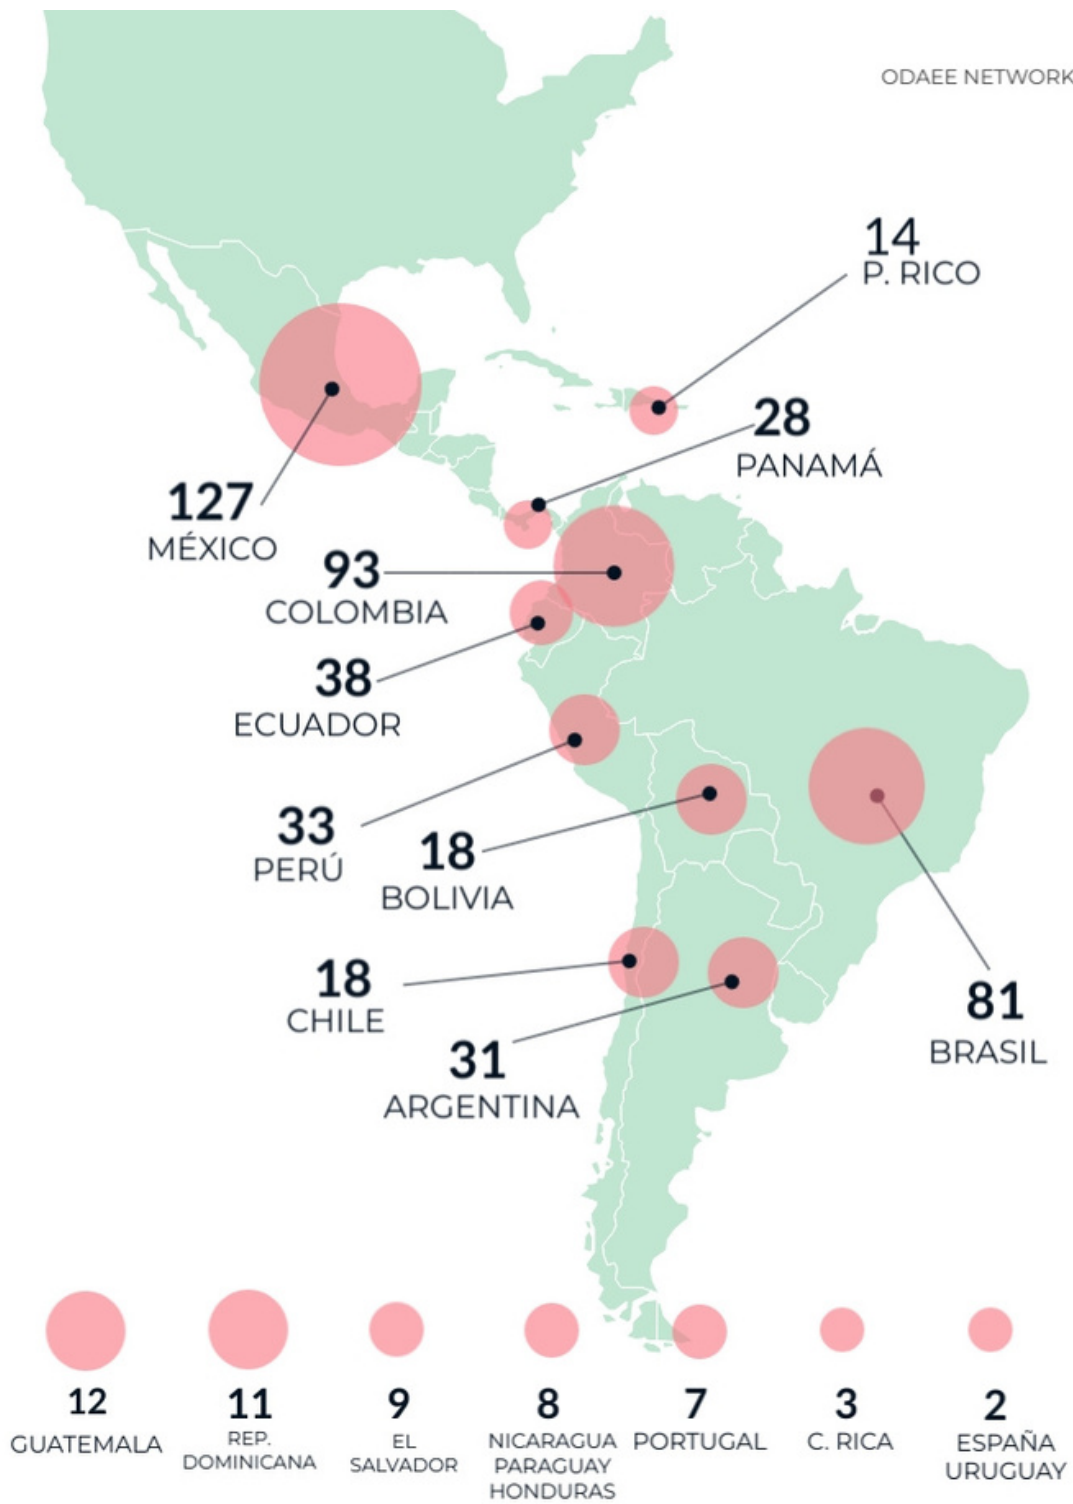 ODAEE NETWORK
14
P. RICO
28
PANAMÁ
127
MÉXICO
93
COLOMBIA
38
ECUADOR
33
PERÚ
18
BOLIVIA
18
CHILE
81
BRASIL
31
ARGENTINA
12
GUATEMALA
11
REP.
DOMINICANA
9
EL
SALVADOR
8
NICARAGUA
PARAGUAY
HONDURAS
7
PORTUGAL
3
C. RICA
2
ESPAÑA
URUGUAY